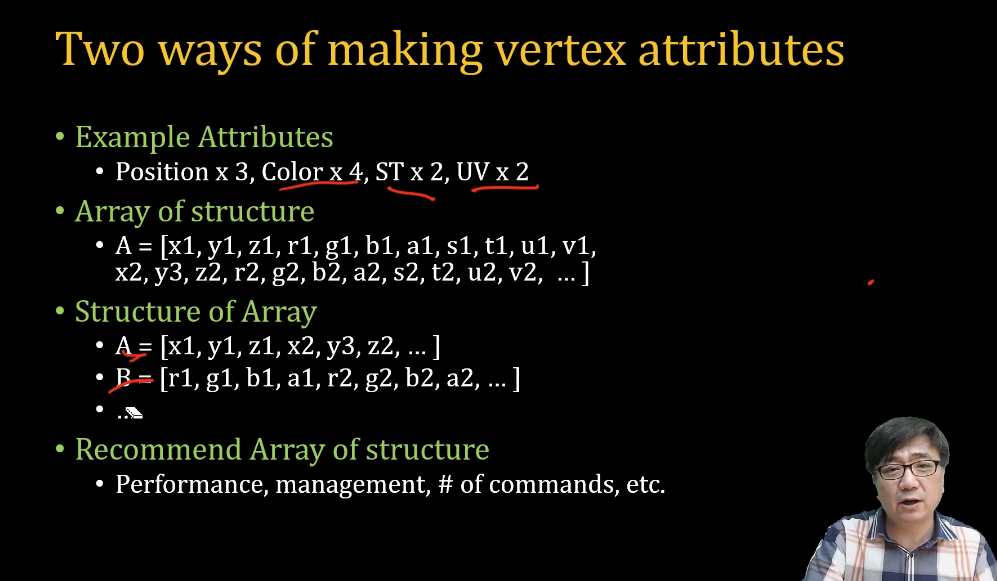 Two ways of making vertex attributes
• Example Attributes
• Position x 3, Color x 4, ST x 2, UV x 2
• Array of structure
• A = [x1, y1, z1, r1, g1, b1, a1, s1, t1, u1, v1,
x2, y3, z2, r2, g2, b2, a2, s2, t2, u2, v2, … ]
• Structure of Array
• A = [x1, y1, z1, x2, y3, z2, … ]
• B = [r1, g1, b1, a1, r2, g2, b2, a2, … ]
• …
• Recommend Array of structure
• Performance, management, # of commands, etc.